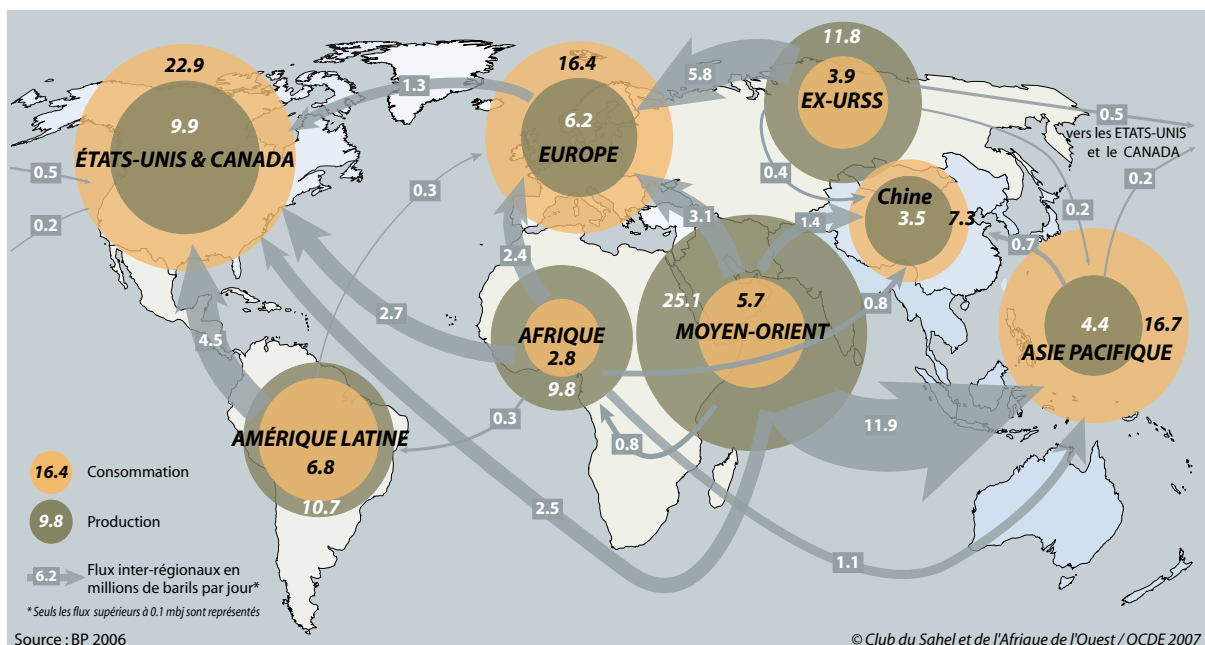 22.9
9.9
ÉTATS-UNIS & CANADA
1.3
16.4
6.2
EUROPE
5.8
11.8
3.9
EX-URSS
0.5
vers les ETATS-UNIS
et le CANADA
0.2
0.5
0.2
0.3
0.4
Chine
3.5
7.3
0.2
3.1
1.4
0.7
2.4
25.1
5.7
MOYEN-ORIENT
0.8
4.4
16.7
ASIE PACIFIQUE
2.7
AFRIQUE
2.8
9.8
4.5
AMÉRIQUE LATINE
6.8
10.7
0.3
0.8
11.9
2.5
1.1
16.4 Consommation
9.8 Production
6.2 Flux inter-régionaux en
millions de barils par jour*
* Seuls les flux supérieurs à 0.1 mbj sont représentés
Source : BP 2006
© Club du Sahel et de l'Afrique de l'Ouest / OCDE 2007